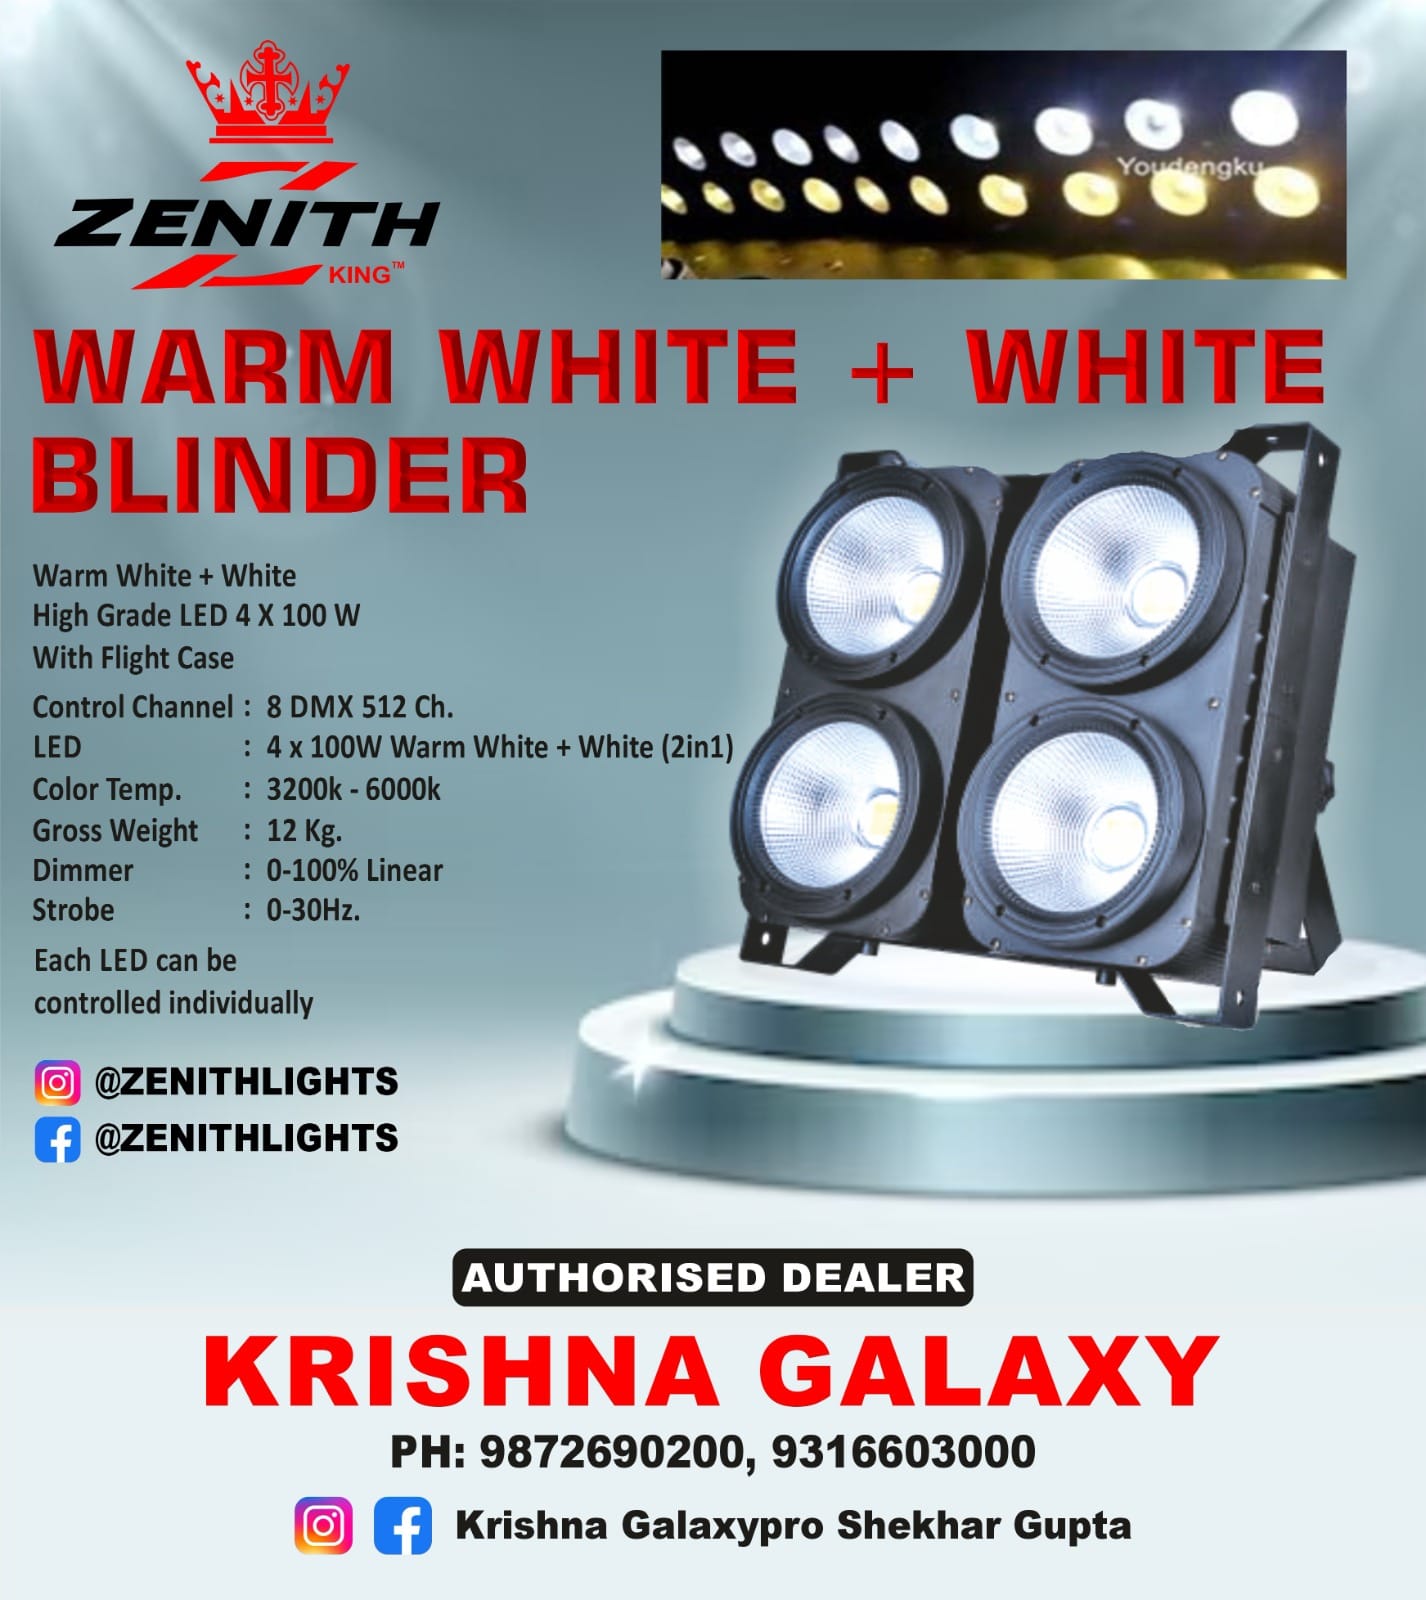 ZENITH
KING™
Youdengku
WARM WHITE + WHITE
BLINDER
Warm White + White
High Grade LED 4 X 100 W
With Flight Case
Control Channel : 8 DMX 512 Ch.
LED : 4 x 100W Warm White + White (2in1)
Color Temp. : 3200k - 6000k
Gross Weight : 12 Kg.
Dimmer : 0-100% Linear
Strobe : 0-30Hz.
Each LED can be
controlled individually
@ZENITHLIGHTS
@ZENITHLIGHTS
AUTHORISED DEALER
KRISHNA GALAXY
PH: 9872690200, 9316603000
Krishna Galaxypro Shekhar Gupta